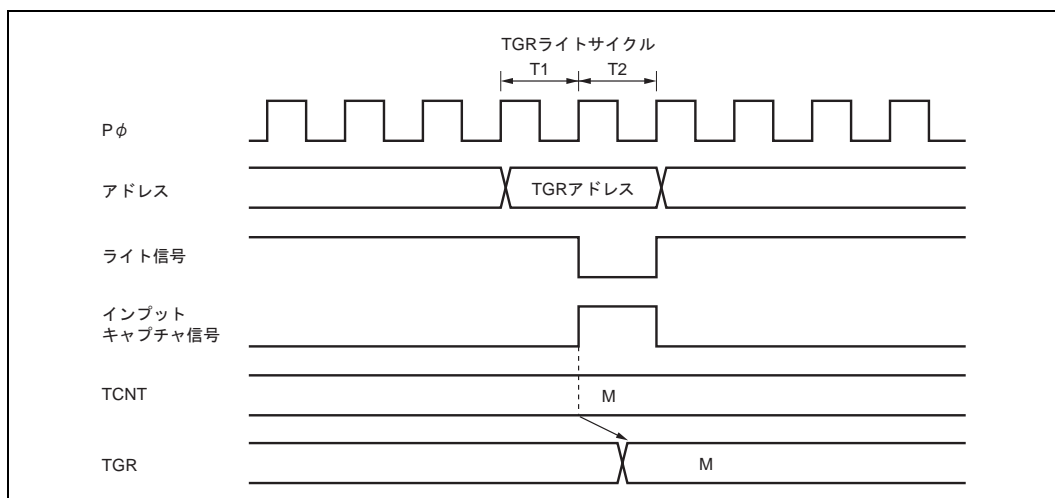 TGRライトサイクル
T1 T2
Pφ
アドレス
TGRアドレス
ライト信号
インプット
キャプチャ信号
TCNT
M
TGR
M